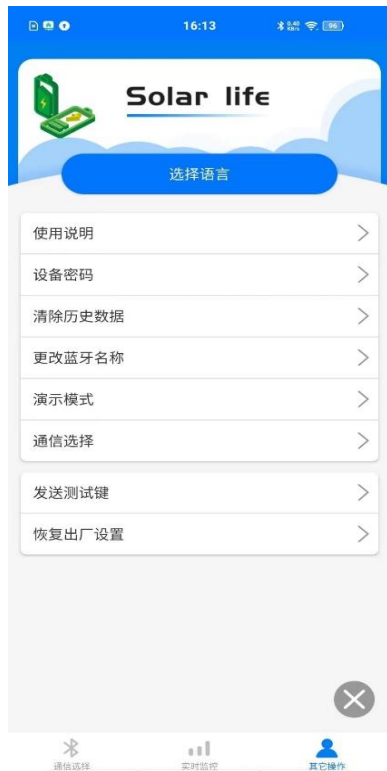 16:13
96
Solar life
选择语言
使用说明
设备密码
清除历史数据
更改蓝牙名称
演示模式
通信选择
发送测试键
恢复出厂设置
通信选择
实时监控
其它操作